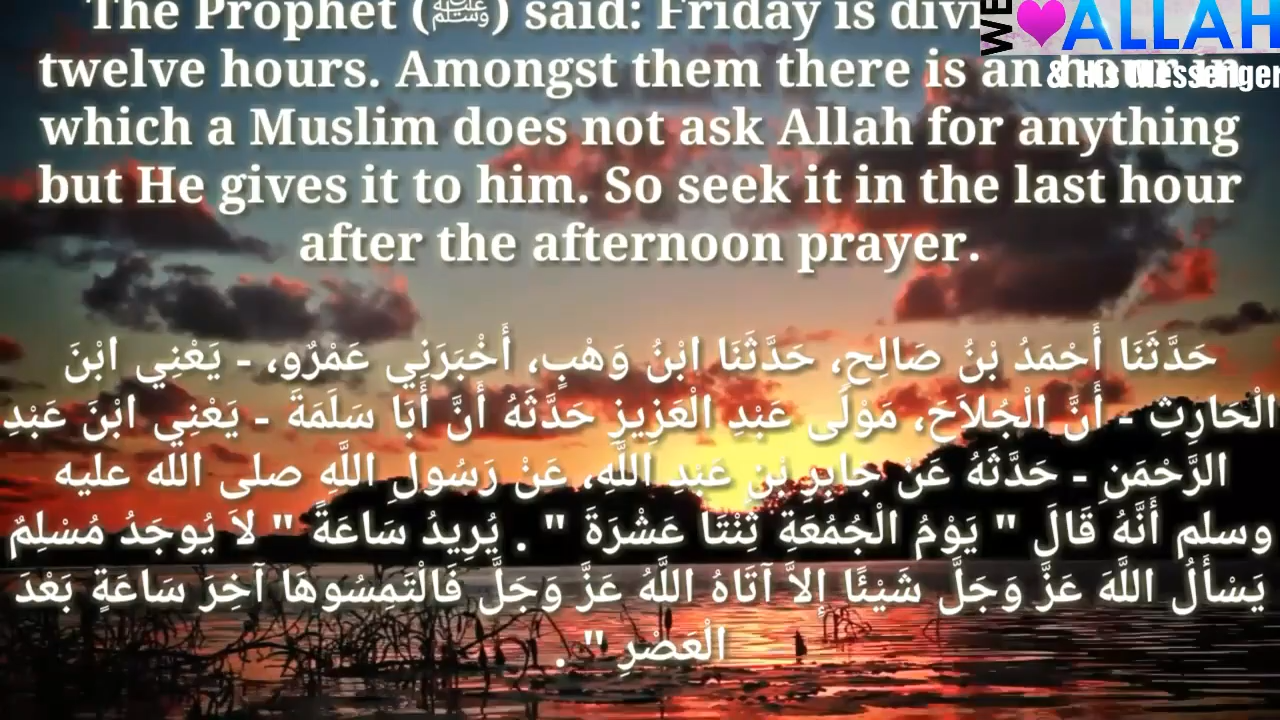 The Prophet (ﷺ) said: Friday is
twelve hours. Amongst them there is an hour in
which a Muslim does not ask Allah for anything
but He gives it to him. So seek it in the last hour
after the afternoon prayer.
حَدَّثَنَا أَحْمَدُ بْنُ صَالِحٍ، حَدَّثَنَا ابْنُ وَهْبٍ، أَخْبَرَنِي عَمْرٌو، - يَعْنِي ابْنَ
الْحَارِثِ - أَنَّ الْجُلاَحَ، مَوْلَى عَبْدِ الْعَزِيزِ حَدَّثَهُ أَنَّ أَبَا سَلَمَةَ - يَعْنِي ابْنَ عَبْدِ
الرَّحْمَنِ - حَدَّثَهُ عَنْ جَابِرِ بْنِ عَبْدِ اللَّهِ، عَنْ رَسُولِ اللَّهِ صلى الله عليه
وسلم أَنَّهُ قَالَ " يَوْمُ الْجُمُعَةِ ثِنْتَا عَشْرَةَ " . يُرِيدُ سَاعَةً " لاَ يُوجَدُ مُسْلِمٌ
يَسْأَلُ اللَّهَ عَزَّ وَجَلَّ شَيْئًا إِلاَّ آتَاهُ اللَّهُ عَزَّ وَجَلَّ فَالْتَمِسُوهَا آخِرَ سَاعَةٍ بَعْدَ
الْعَصْرِ " .
WE ALLAH
& His Messenger